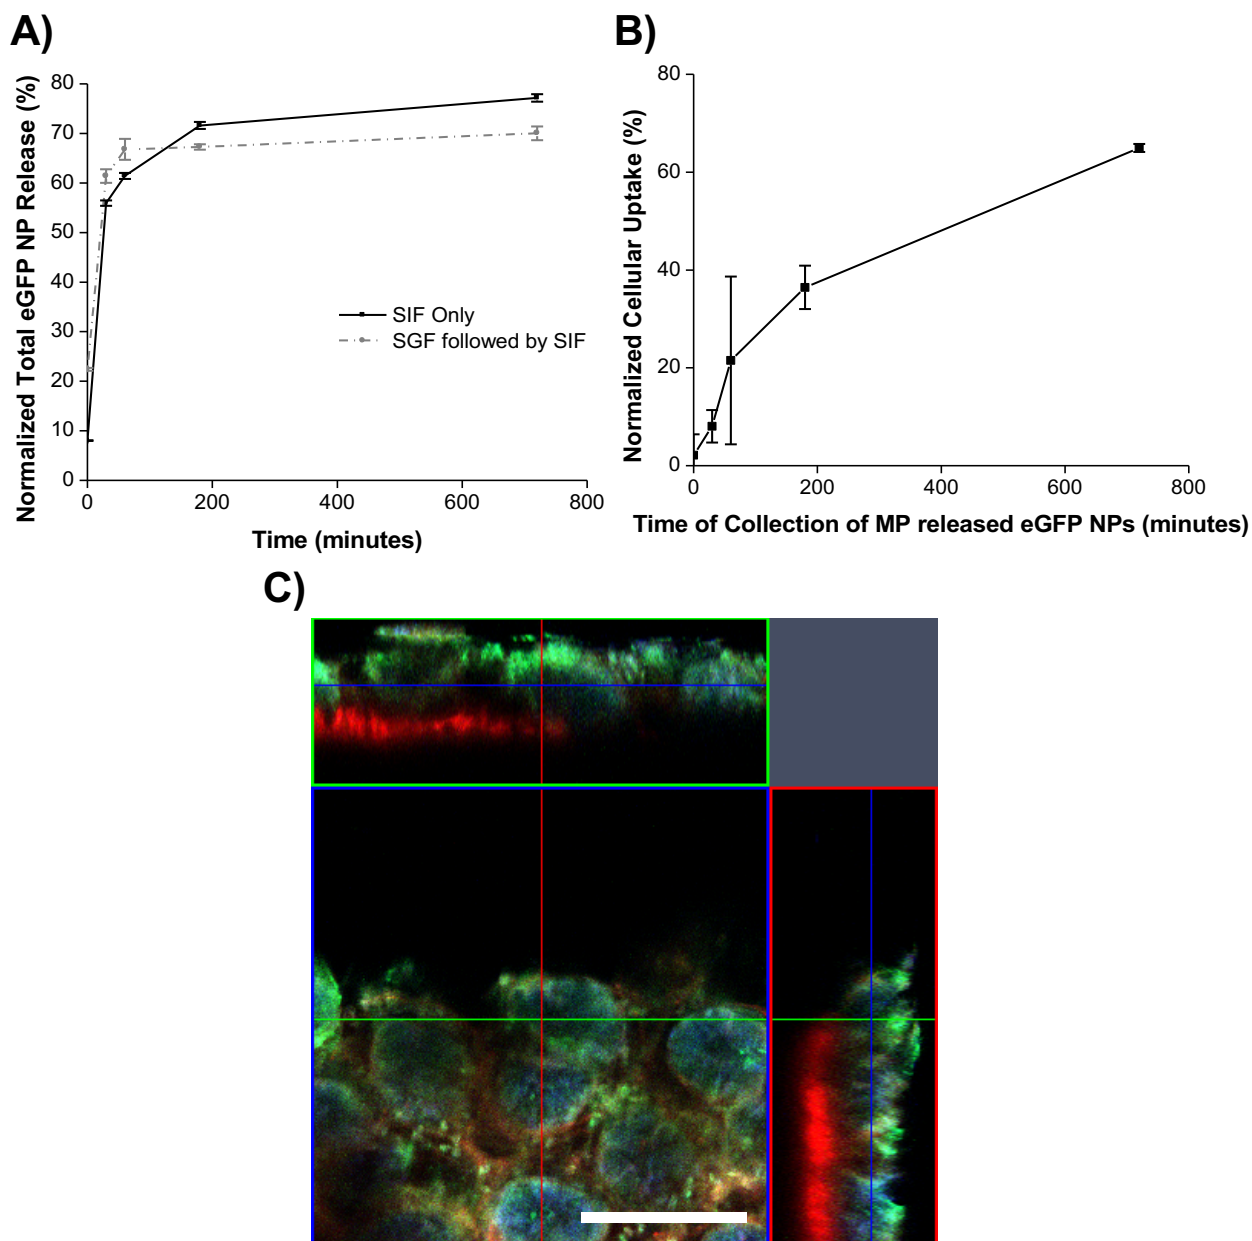 A)
Normalized Total eGFP NP Release (%)
80
70
60
50
40
30
20
10
0
0 200 400 600 800
Time (minutes)
SIF Only
SGF followed by SIF
B)
Normalized Cellular Uptake (%)
80
60
40
20
0
0 200 400 600 800
Time of Collection of MP released eGFP NPs (minutes)
C)